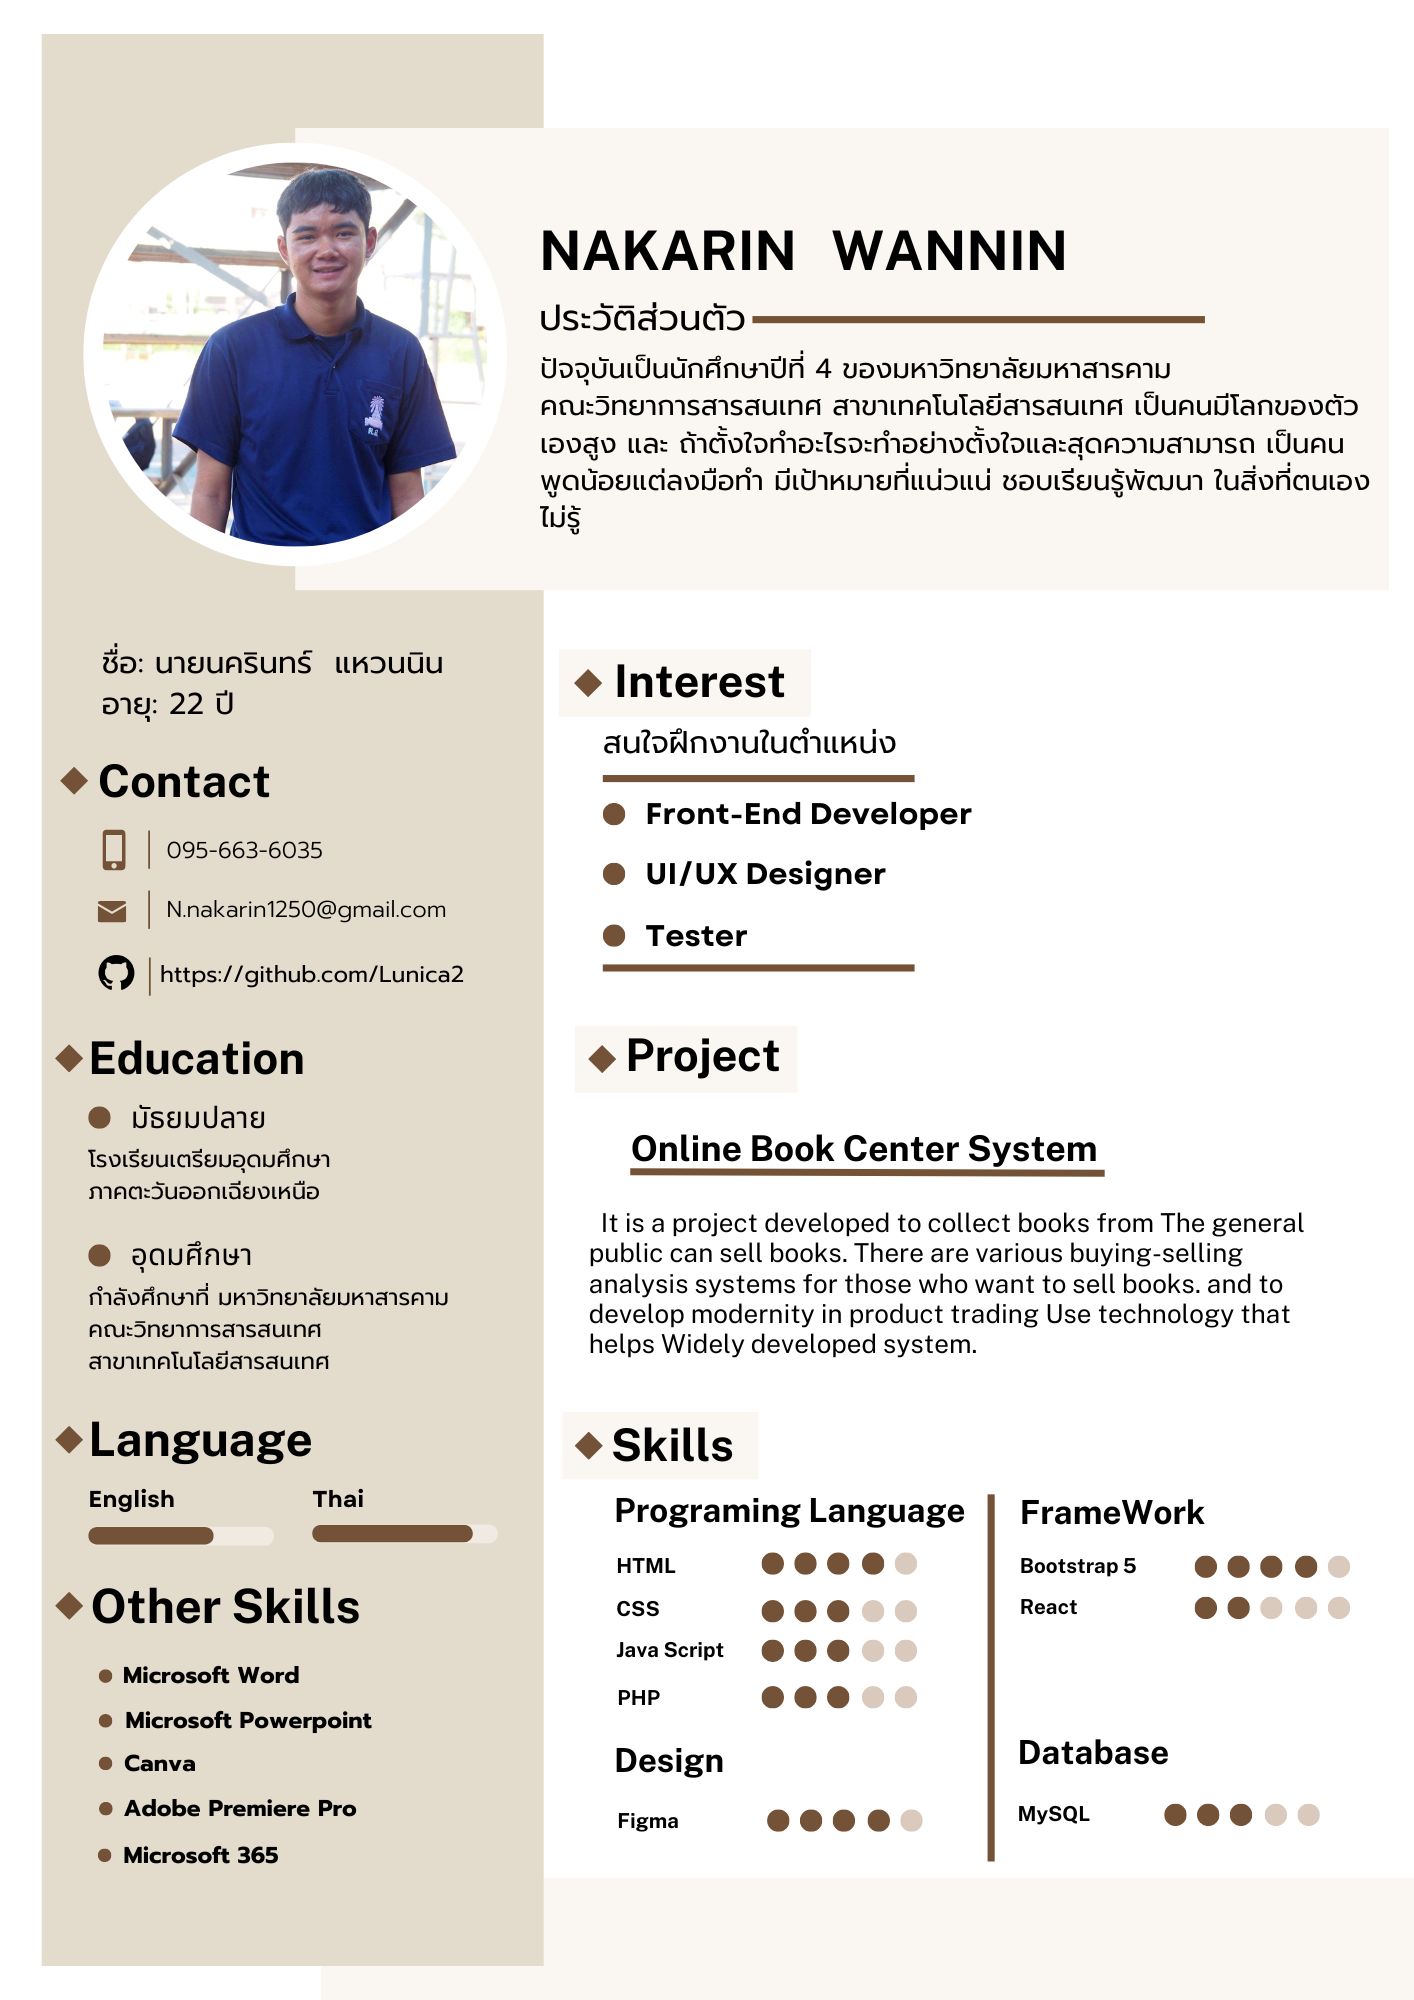 NAKARIN WANNIN
ประวัติส่วนตัว
ปัจจุบันเป็นนักศึกษาปีที่ 4 ของมหาวิทยาลัยมหาสารคาม
คณะวิทยาการสารสนเทศ สาขาเทคโนโลยีสารสนเทศ เป็นคนมีโลกของตัว
เองสูง และ ถ้าตั้งใจทำอะไรจะทำอย่างตั้งใจและสุดความสามารถ เป็นคน
พูดน้อยแต่ลงมือทำ มีเป้าหมายที่แน่วแน่ ชอบเรียนรู้พัฒนา ในสิ่งที่ตนเอง
ไม่รู้
ชื่อ: นายนครินทร์ แหวนนิน
อายุ: 22 ปี
Contact
095-663-6035
N.nakarin1250@gmail.com
https://github.com/Lunica2
Education
มัธยมปลาย
โรงเรียนเตรียมอุดมศึกษา
ภาคตะวันออกเฉียงเหนือ
อุดมศึกษา
กำลังศึกษาที่ มหาวิทยาลัยมหาสารคาม
คณะวิทยาการสารสนเทศ
สาขาเทคโนโลยีสารสนเทศ
Language
English
Thai
Other Skills
Microsoft Word
Microsoft Powerpoint
Canva
Adobe Premiere Pro
Microsoft 365
Interest
สนใจฝึกงานในตำแหน่ง
Front-End Developer
UI/UX Designer
Tester
Project
Online Book Center System
It is a project developed to collect books from The general
public can sell books. There are various buying-selling
analysis systems for those who want to sell books. and to
develop modernity in product trading Use technology that
helps Widely developed system.
Skills
Programing Language
HTML
CSS
Java Script
PHP
Design
Figma
FrameWork
Bootstrap 5
React
Database
MySQL